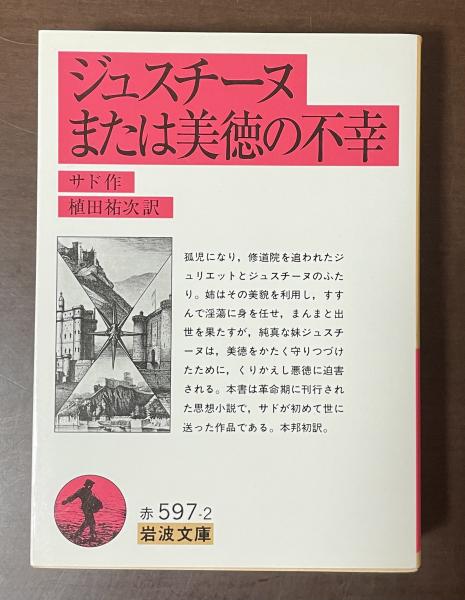 ジュスチーヌ
または美徳の不幸
サド作
植田祐次訳
孤児になり，修道院を追われたジ
ュリエットとジュスチーヌのふた
り。姉はその美貌を利用し，すす
んで淫蕩に身を任せ，まんまと出
世を果たすが，純真な妹ジュスチ
ーヌは，美徳をかたく守りつづけ
たために，くりかえし悪徳に迫害
される。本書は革命期に刊行され
た思想小説で，サドが初めて世に
送った作品である。本邦初訳。
赤 597-2
岩波文庫